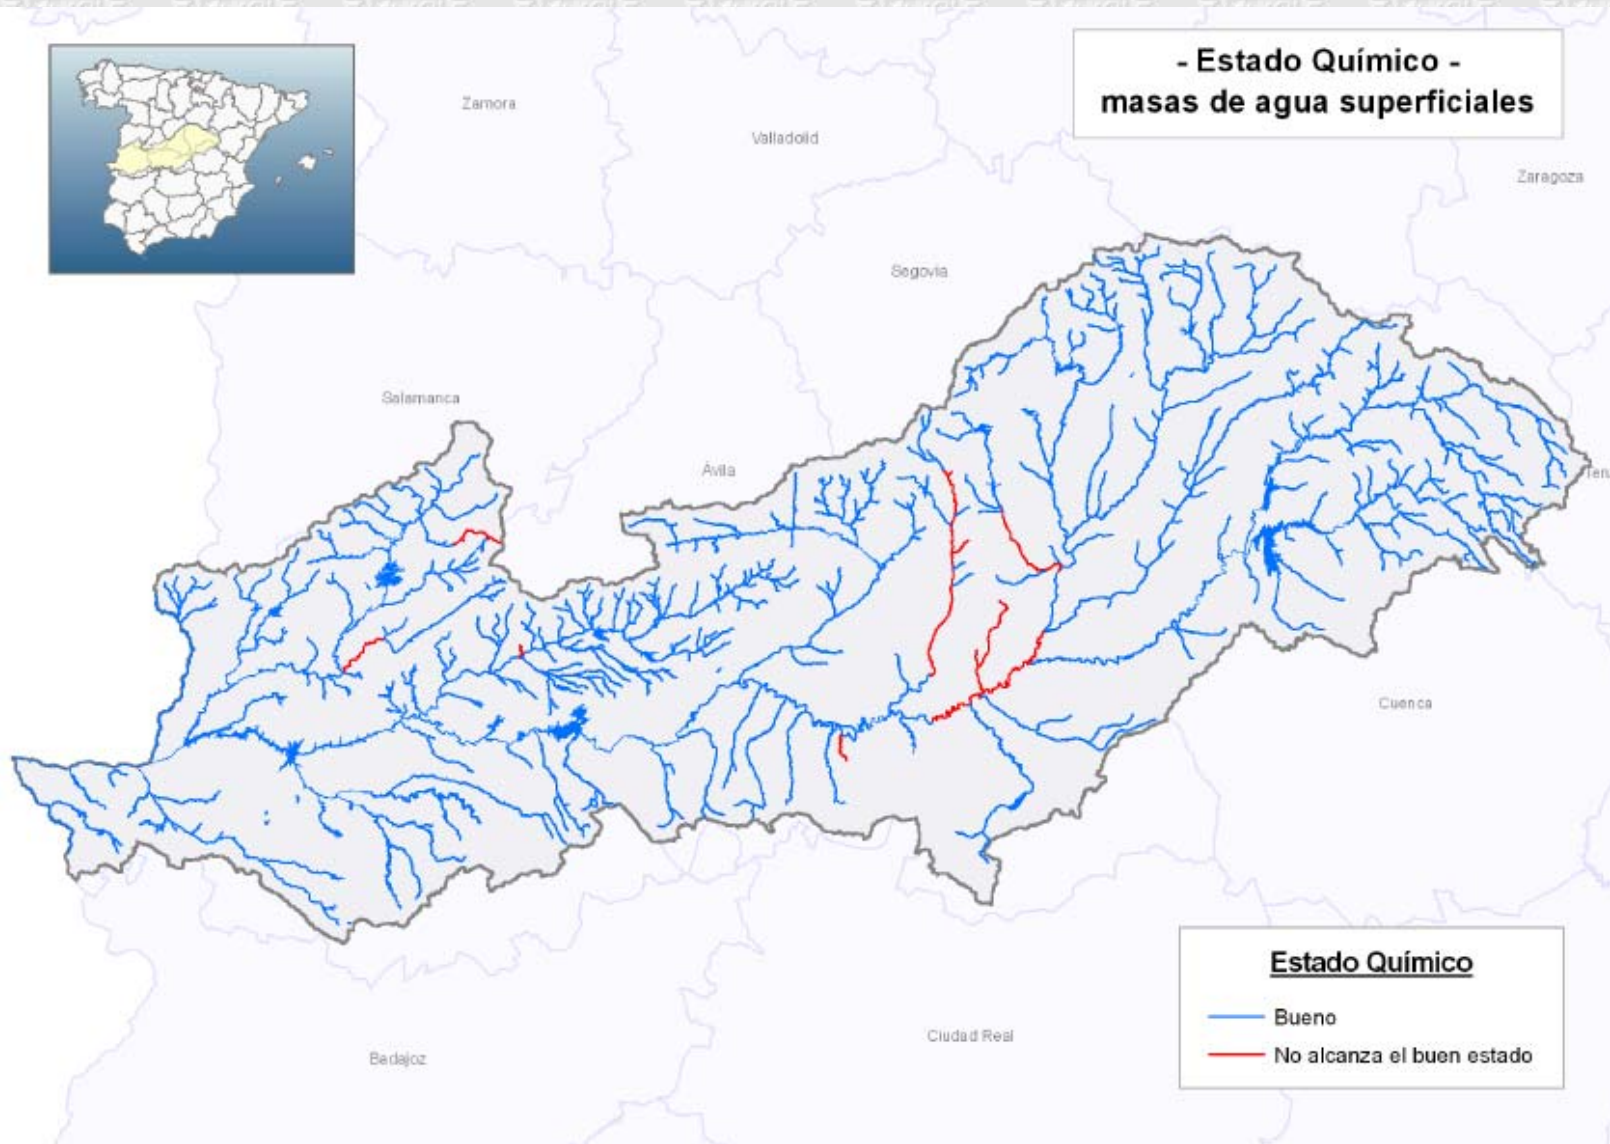 - Estado Químico -
masas de agua superficiales
Zamora
Valladolid
Zaragoza
Segovia
Salamanca
Ávila
Cuenca
Ciudad Real
Badajoz
Estado Químico
Bueno
No alcanza el buen estado